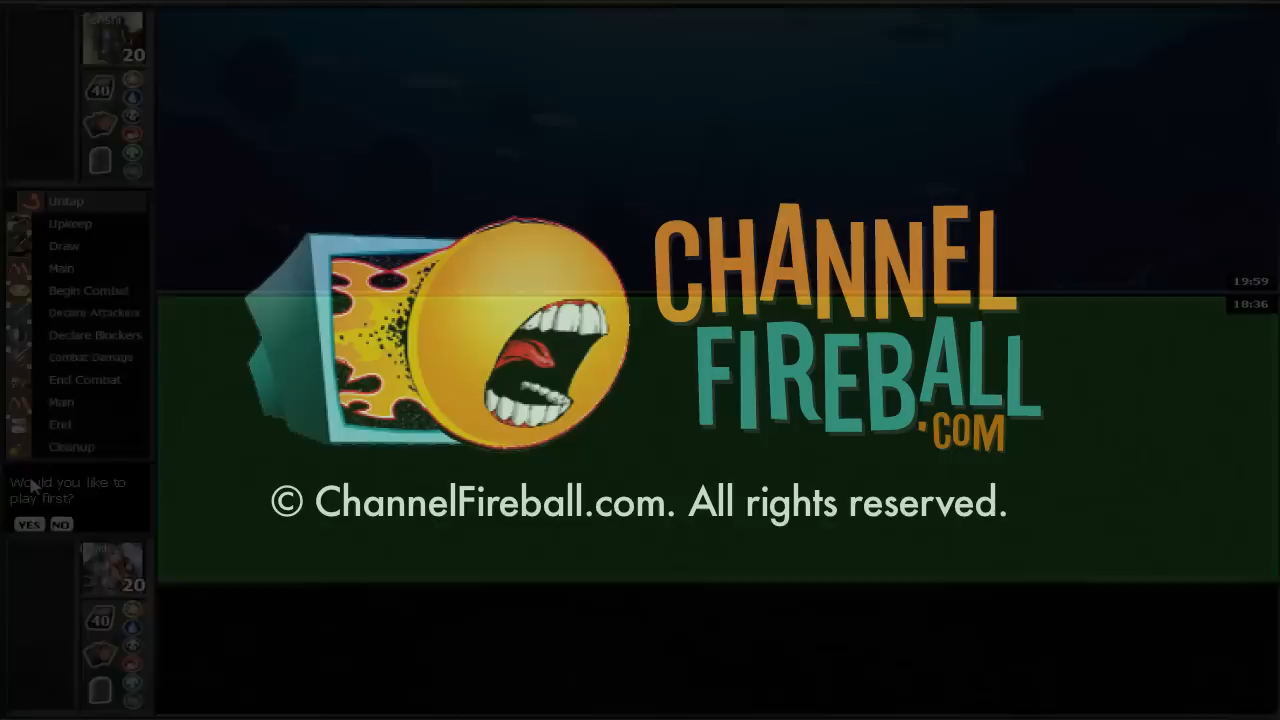 20
40
Untap
Upkeep
Draw
Main
Begin Combat
Declare Attackers
Declare Blockers
Combat Damage
End Combat
Main
End
Cleanup
Would you like to
play first?
YES NO
20
40
CHANNEL
FIREBALL
.COM
© ChannelFireball.com. All rights reserved.
19:59
18:36